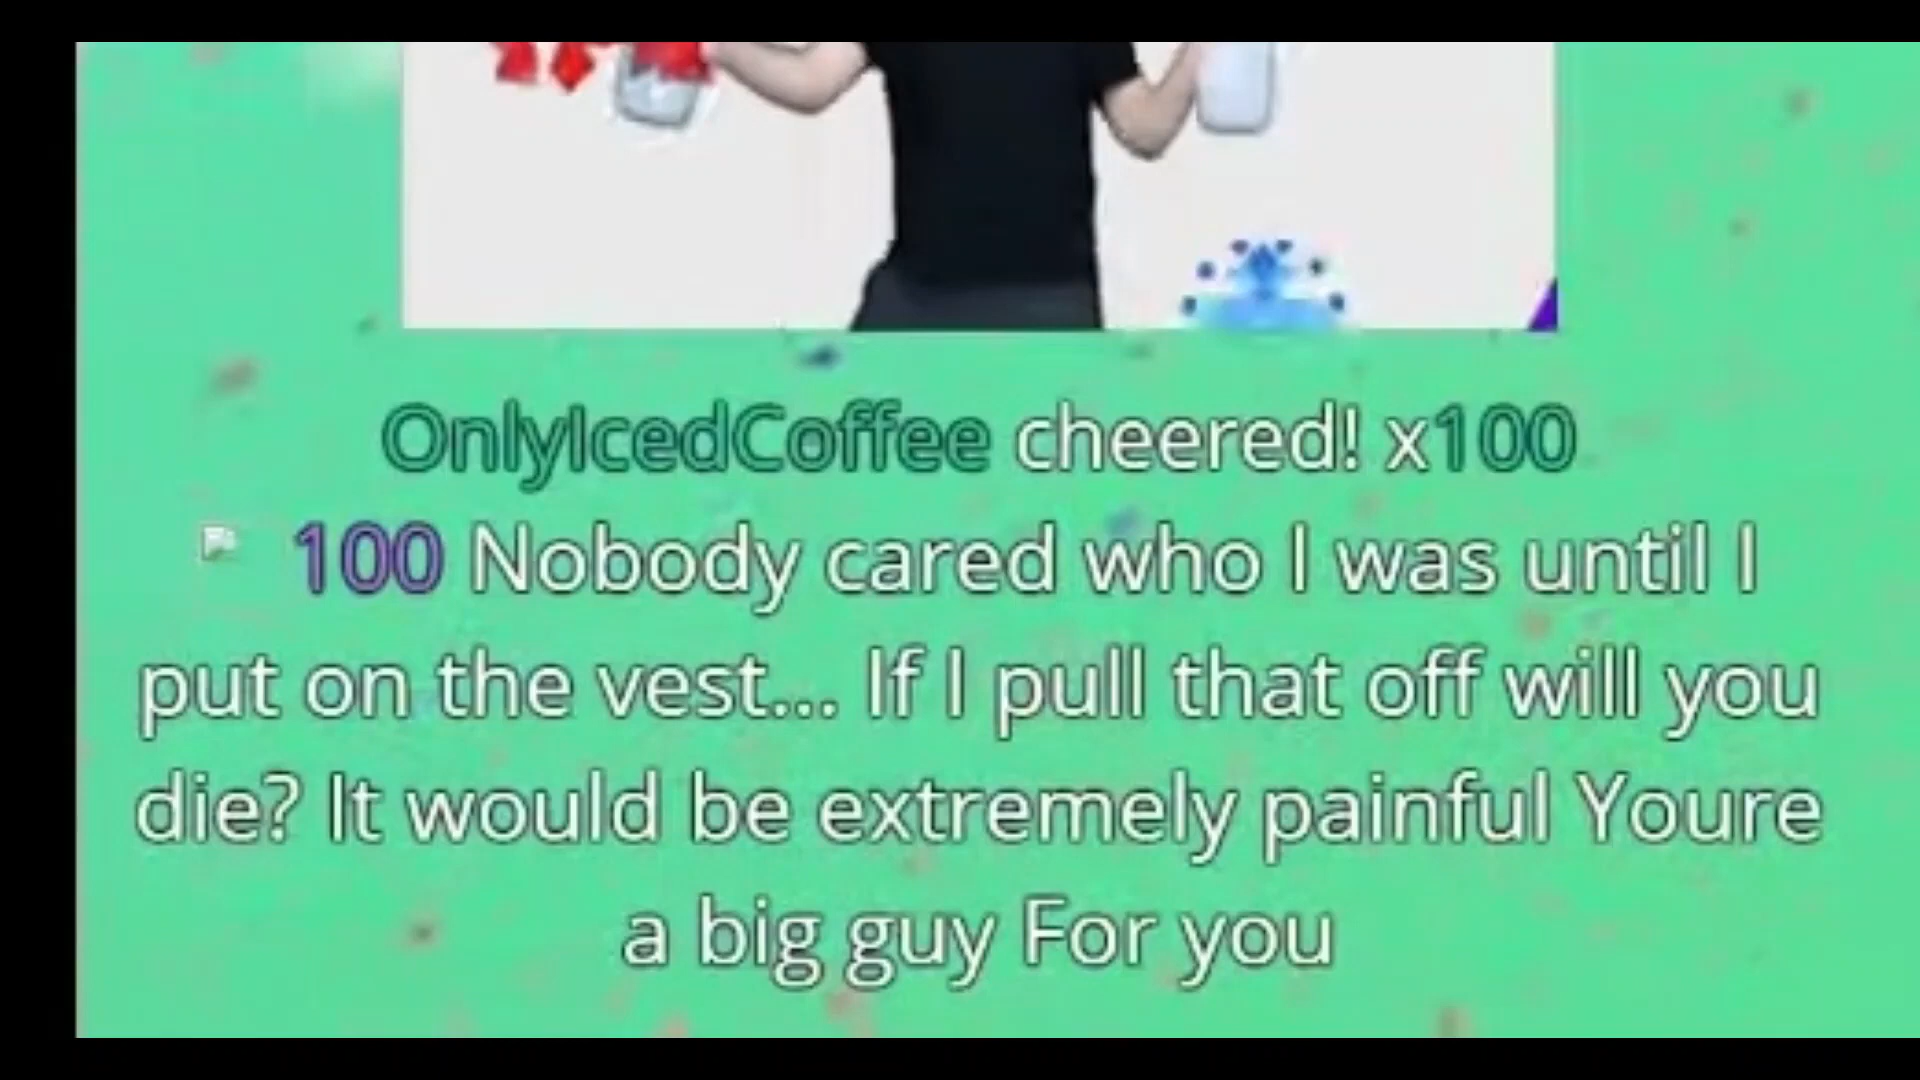 OnlyIcedCoffee cheered! x100
100 Nobody cared who I was until I
put on the vest... If I pull that off will you
die? It would be extremely painful Youre
a big guy For you